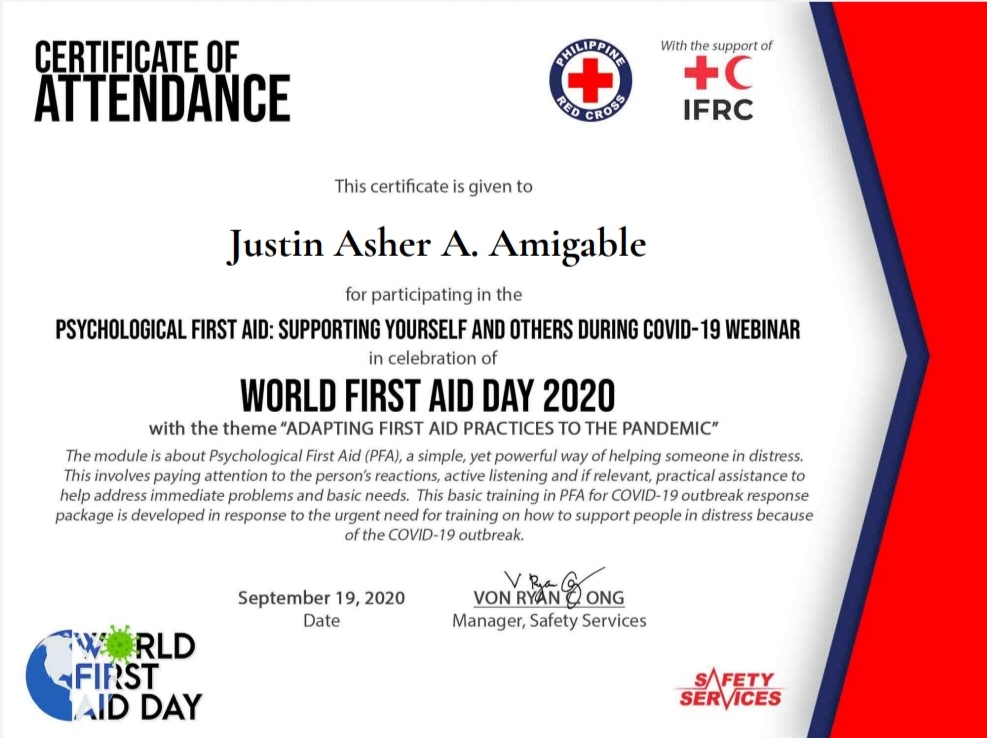 CERTIFICATE OF
ATTENDANCE
PHILIPPINE
RED CROSS
With the support of
IFRC
This certificate is given to
Justin Asher A. Amigable
for participating in the
PSYCHOLOGICAL FIRST AID: SUPPORTING YOURSELF AND OTHERS DURING COVID-19 WEBINAR
in celebration of
WORLD FIRST AID DAY 2020
with the theme "ADAPTING FIRST AID PRACTICES TO THE PANDEMIC"
The module is about Psychological First Aid (PFA), a simple, yet powerful way of helping someone in distress.
This involves paying attention to the person's reactions, active listening and if relevant, practical assistance to
help address immediate problems and basic needs. This basic training in PFA for COVID-19 outbreak response
package is developed in response to the urgent need for training on how to support people in distress because
of the COVID-19 outbreak.
September 19, 2020
Date
VON RYAN C. ONG
Manager, Safety Services
WORLD
FIRST
AID DAY
SAFETY
SERVICES